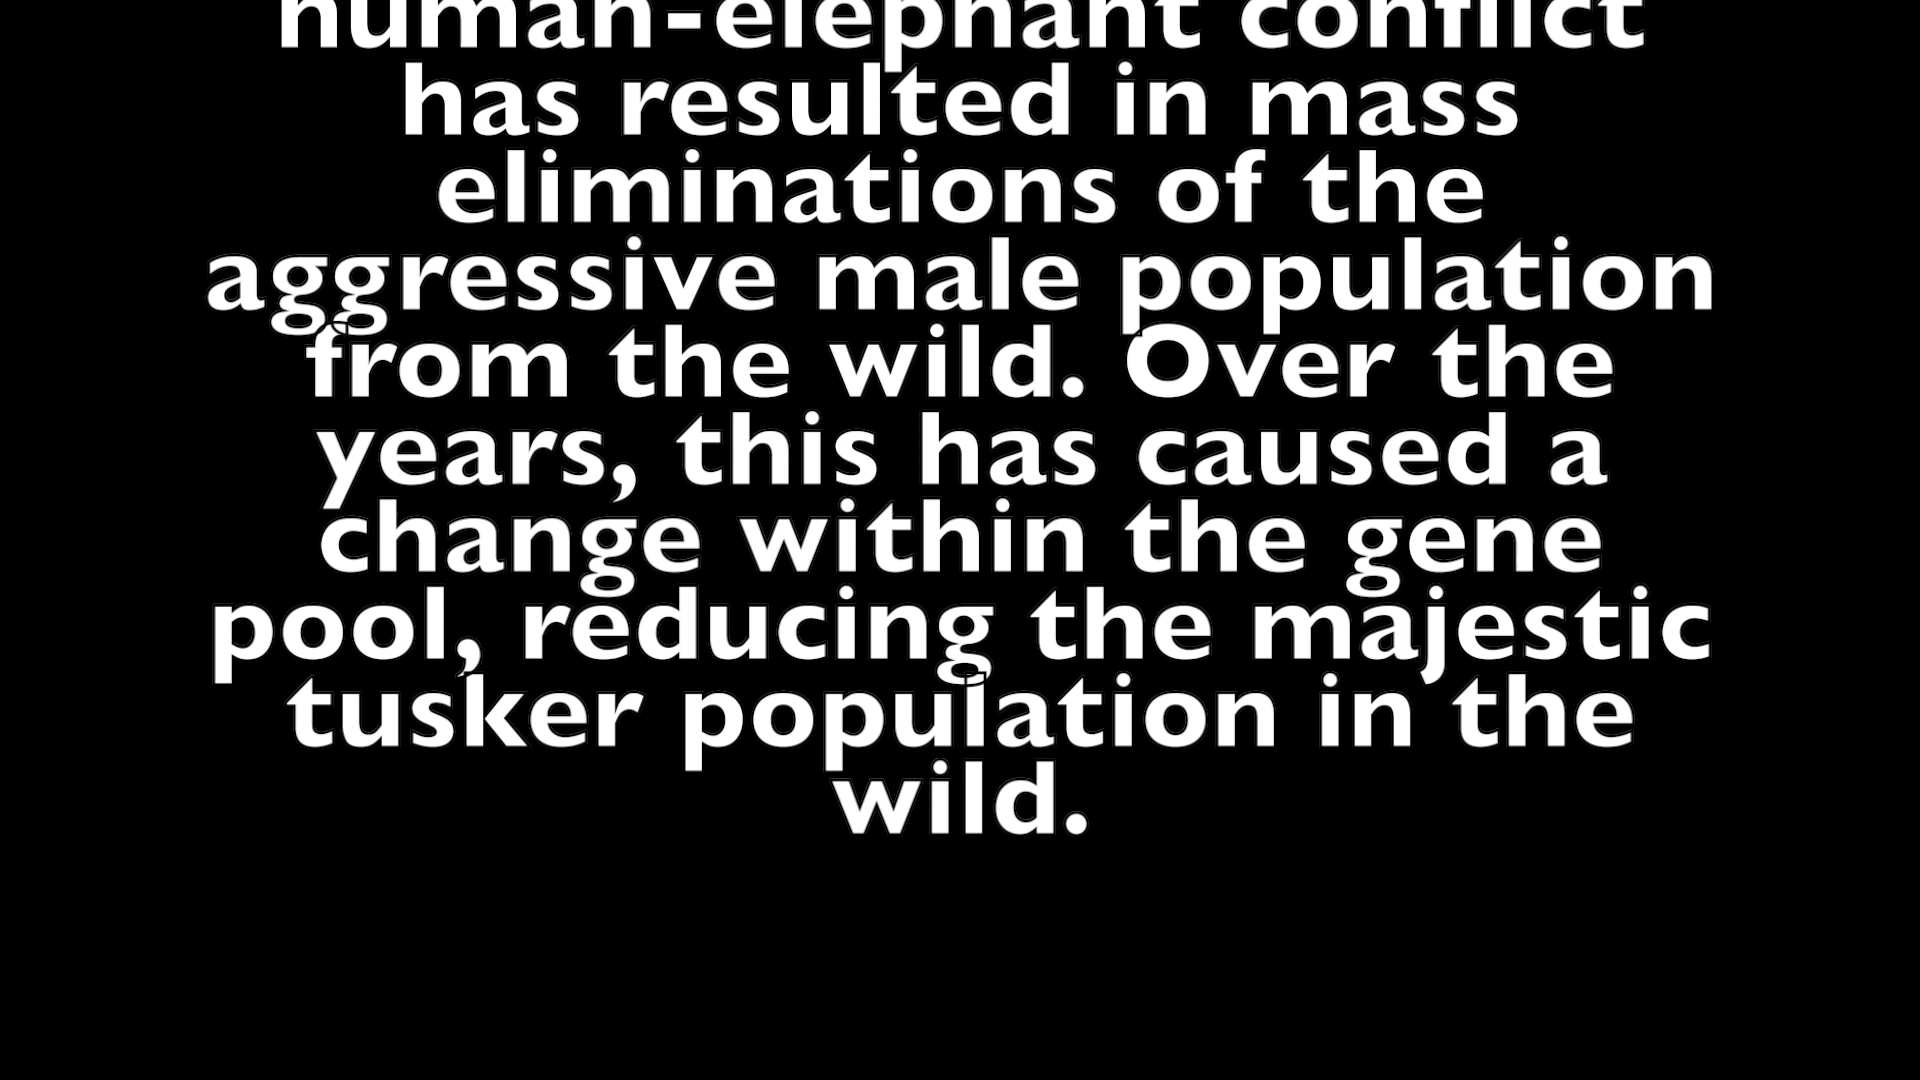 human-elephant conflict
has resulted in mass
eliminations of the
aggressive male population
from the wild. Over the
years, this has caused a
change within the gene
pool, reducing the majestic
tusker population in the
wild.